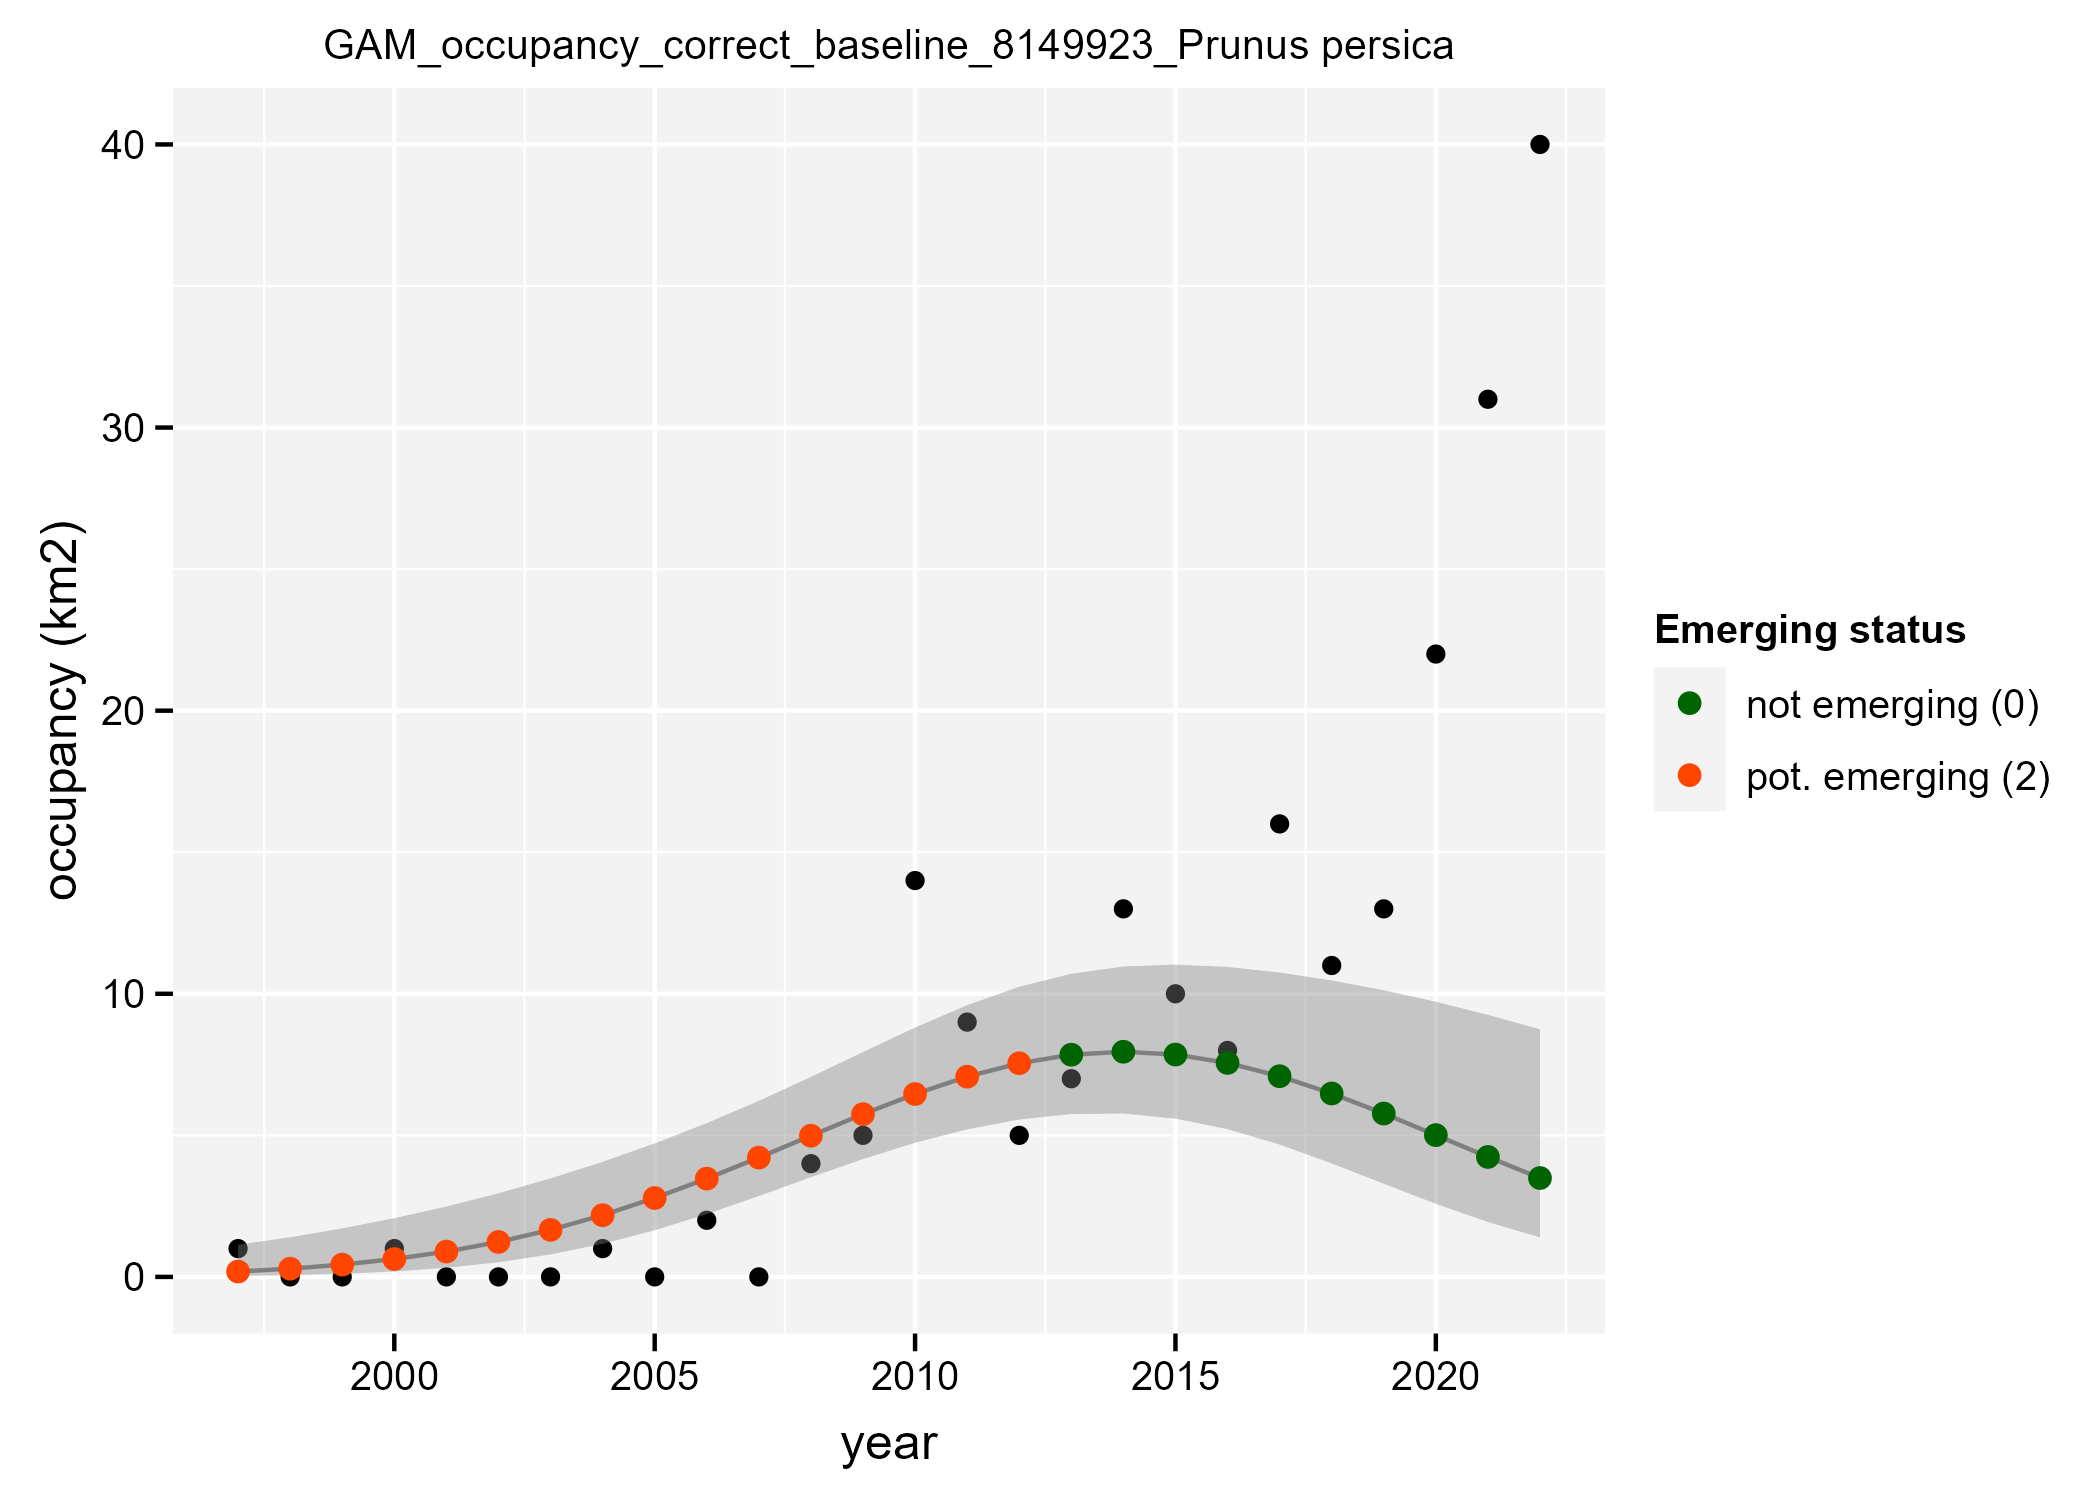 GAM_occupancy_correct_baseline_8149923_Prunus persica
40
30
20
10
0
occupancy (km2)
2000 2005 2010 2015 2020
year
Emerging status
not emerging (0)
pot. emerging (2)